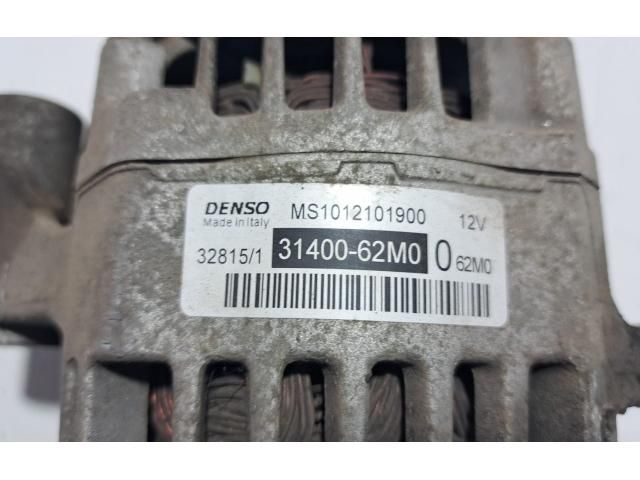 DENSO MS1012101900 12V
Made in Italy
32815/1 31400-62M0 0 62M0